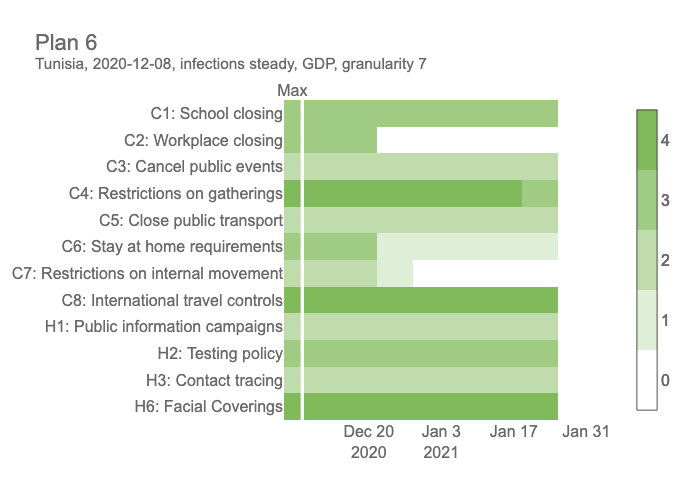 Plan 6
Tunisia, 2020-12-08, infections steady, GDP, granularity 7
Max
C1: School closing
C2: Workplace closing
C3: Cancel public events
C4: Restrictions on gatherings
C5: Close public transport
C6: Stay at home requirements
C7: Restrictions on internal movement
C8: International travel controls
H1: Public information campaigns
H2: Testing policy
H3: Contact tracing
H6: Facial Coverings
Dec 20 Jan 3 Jan 17 Jan 31
2020 2021
4
3
2
1
0